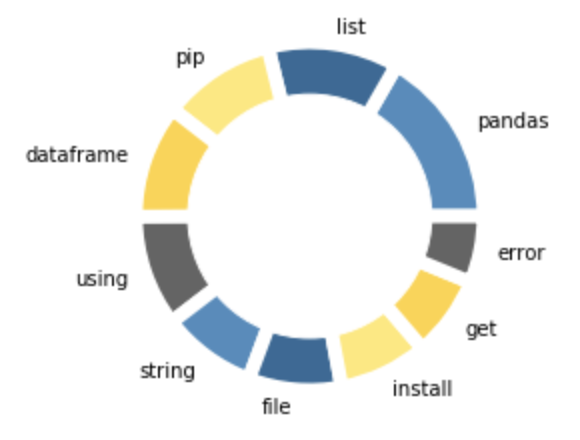 list
pip
pandas
dataframe
error
using
get
string
install
file